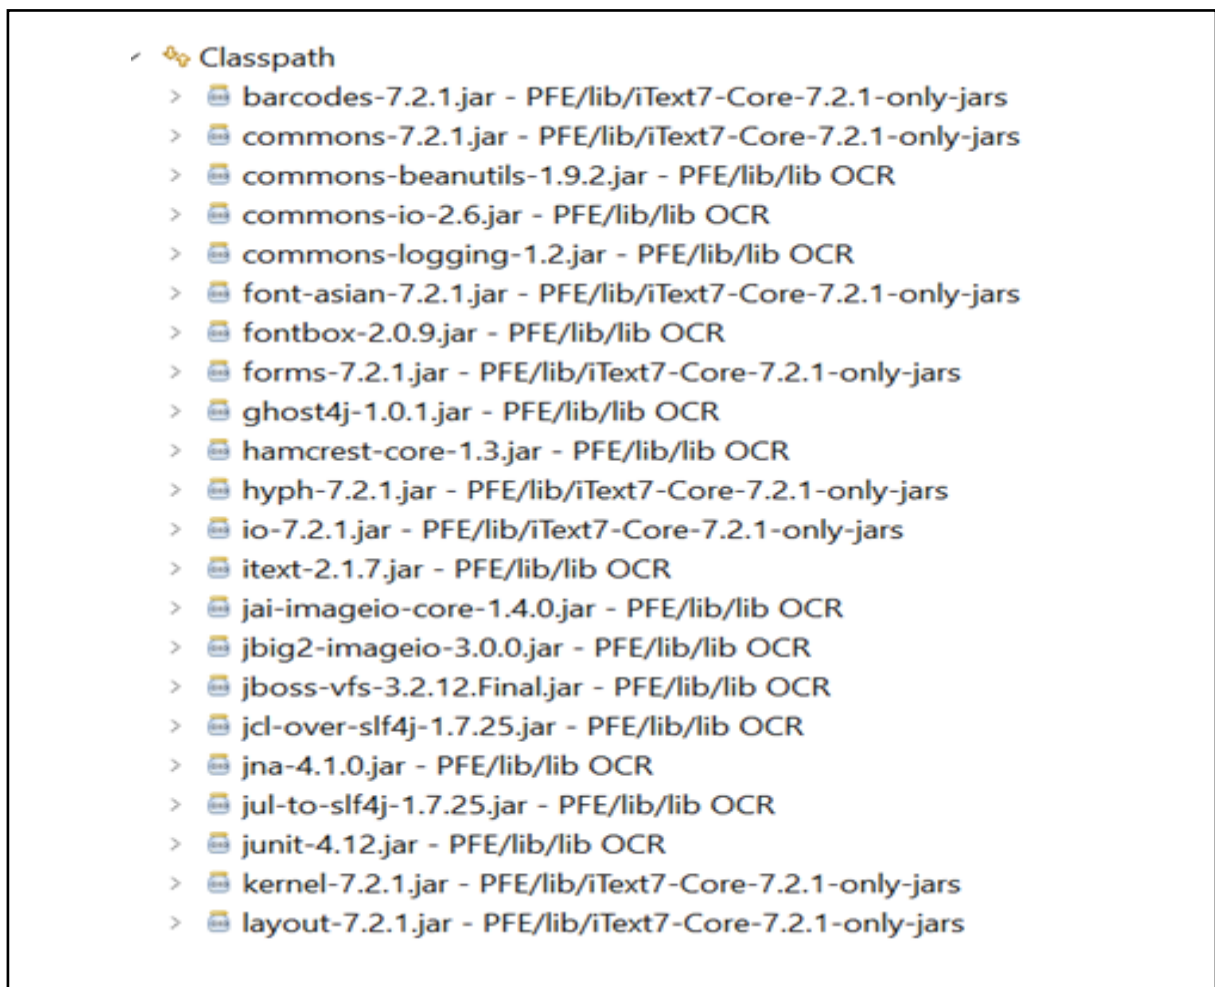 Classpath
barcodes-7.2.1.jar - PFE/lib/iText7-Core-7.2.1-only-jars
commons-7.2.1.jar - PFE/lib/iText7-Core-7.2.1-only-jars
commons-beanutils-1.9.2.jar - PFE/lib/lib OCR
commons-io-2.6.jar - PFE/lib/lib OCR
commons-logging-1.2.jar - PFE/lib/lib OCR
font-asian-7.2.1.jar - PFE/lib/iText7-Core-7.2.1-only-jars
fontbox-2.0.9.jar - PFE/lib/lib OCR
forms-7.2.1.jar - PFE/lib/iText7-Core-7.2.1-only-jars
ghost4j-1.0.1.jar - PFE/lib/lib OCR
hamcrest-core-1.3.jar - PFE/lib/lib OCR
hyph-7.2.1.jar - PFE/lib/iText7-Core-7.2.1-only-jars
io-7.2.1.jar - PFE/lib/iText7-Core-7.2.1-only-jars
itext-2.1.7.jar - PFE/lib/lib OCR
jai-imageio-core-1.4.0.jar - PFE/lib/lib OCR
jbig2-imageio-3.0.0.jar - PFE/lib/lib OCR
jboss-vfs-3.2.12.Final.jar - PFE/lib/lib OCR
jcl-over-slf4j-1.7.25.jar - PFE/lib/lib OCR
jna-4.1.0.jar - PFE/lib/lib OCR
jul-to-slf4j-1.7.25.jar - PFE/lib/lib OCR
junit-4.12.jar - PFE/lib/lib OCR
kernel-7.2.1.jar - PFE/lib/iText7-Core-7.2.1-only-jars
layout-7.2.1.jar - PFE/lib/iText7-Core-7.2.1-only-jars